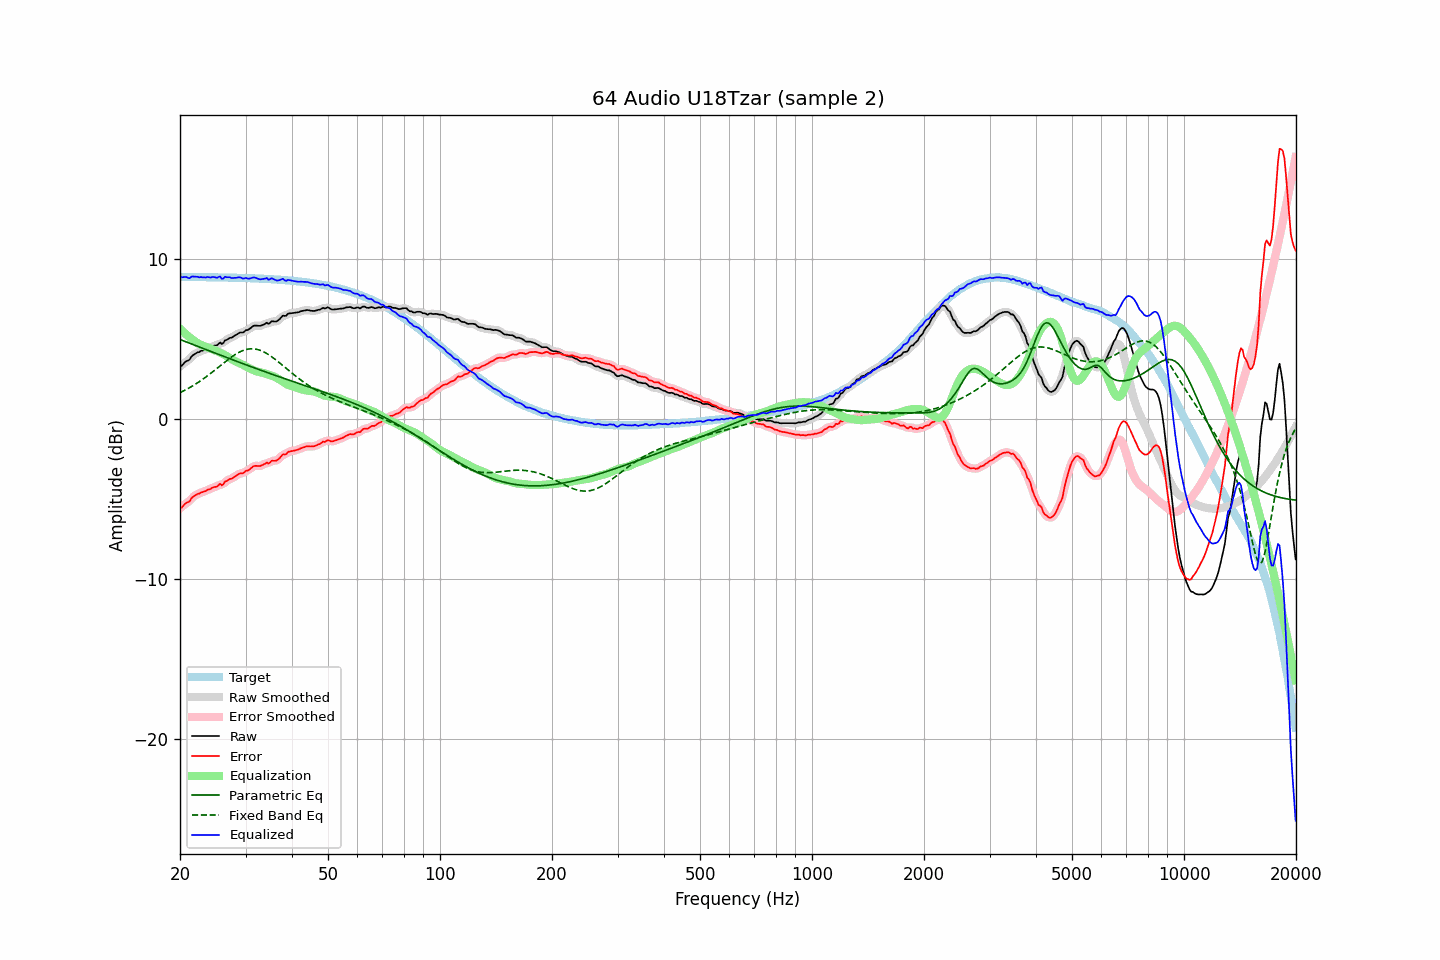 64 Audio U18Tzar (sample 2)
10
0
−10
−20
Amplitude (dBr)
Target
Raw Smoothed
Error Smoothed
Raw
Error
Equalization
Parametric Eq
Fixed Band Eq
Equalized
20 50 100 200 500 1000 2000 5000 10000 20000
Frequency (Hz)